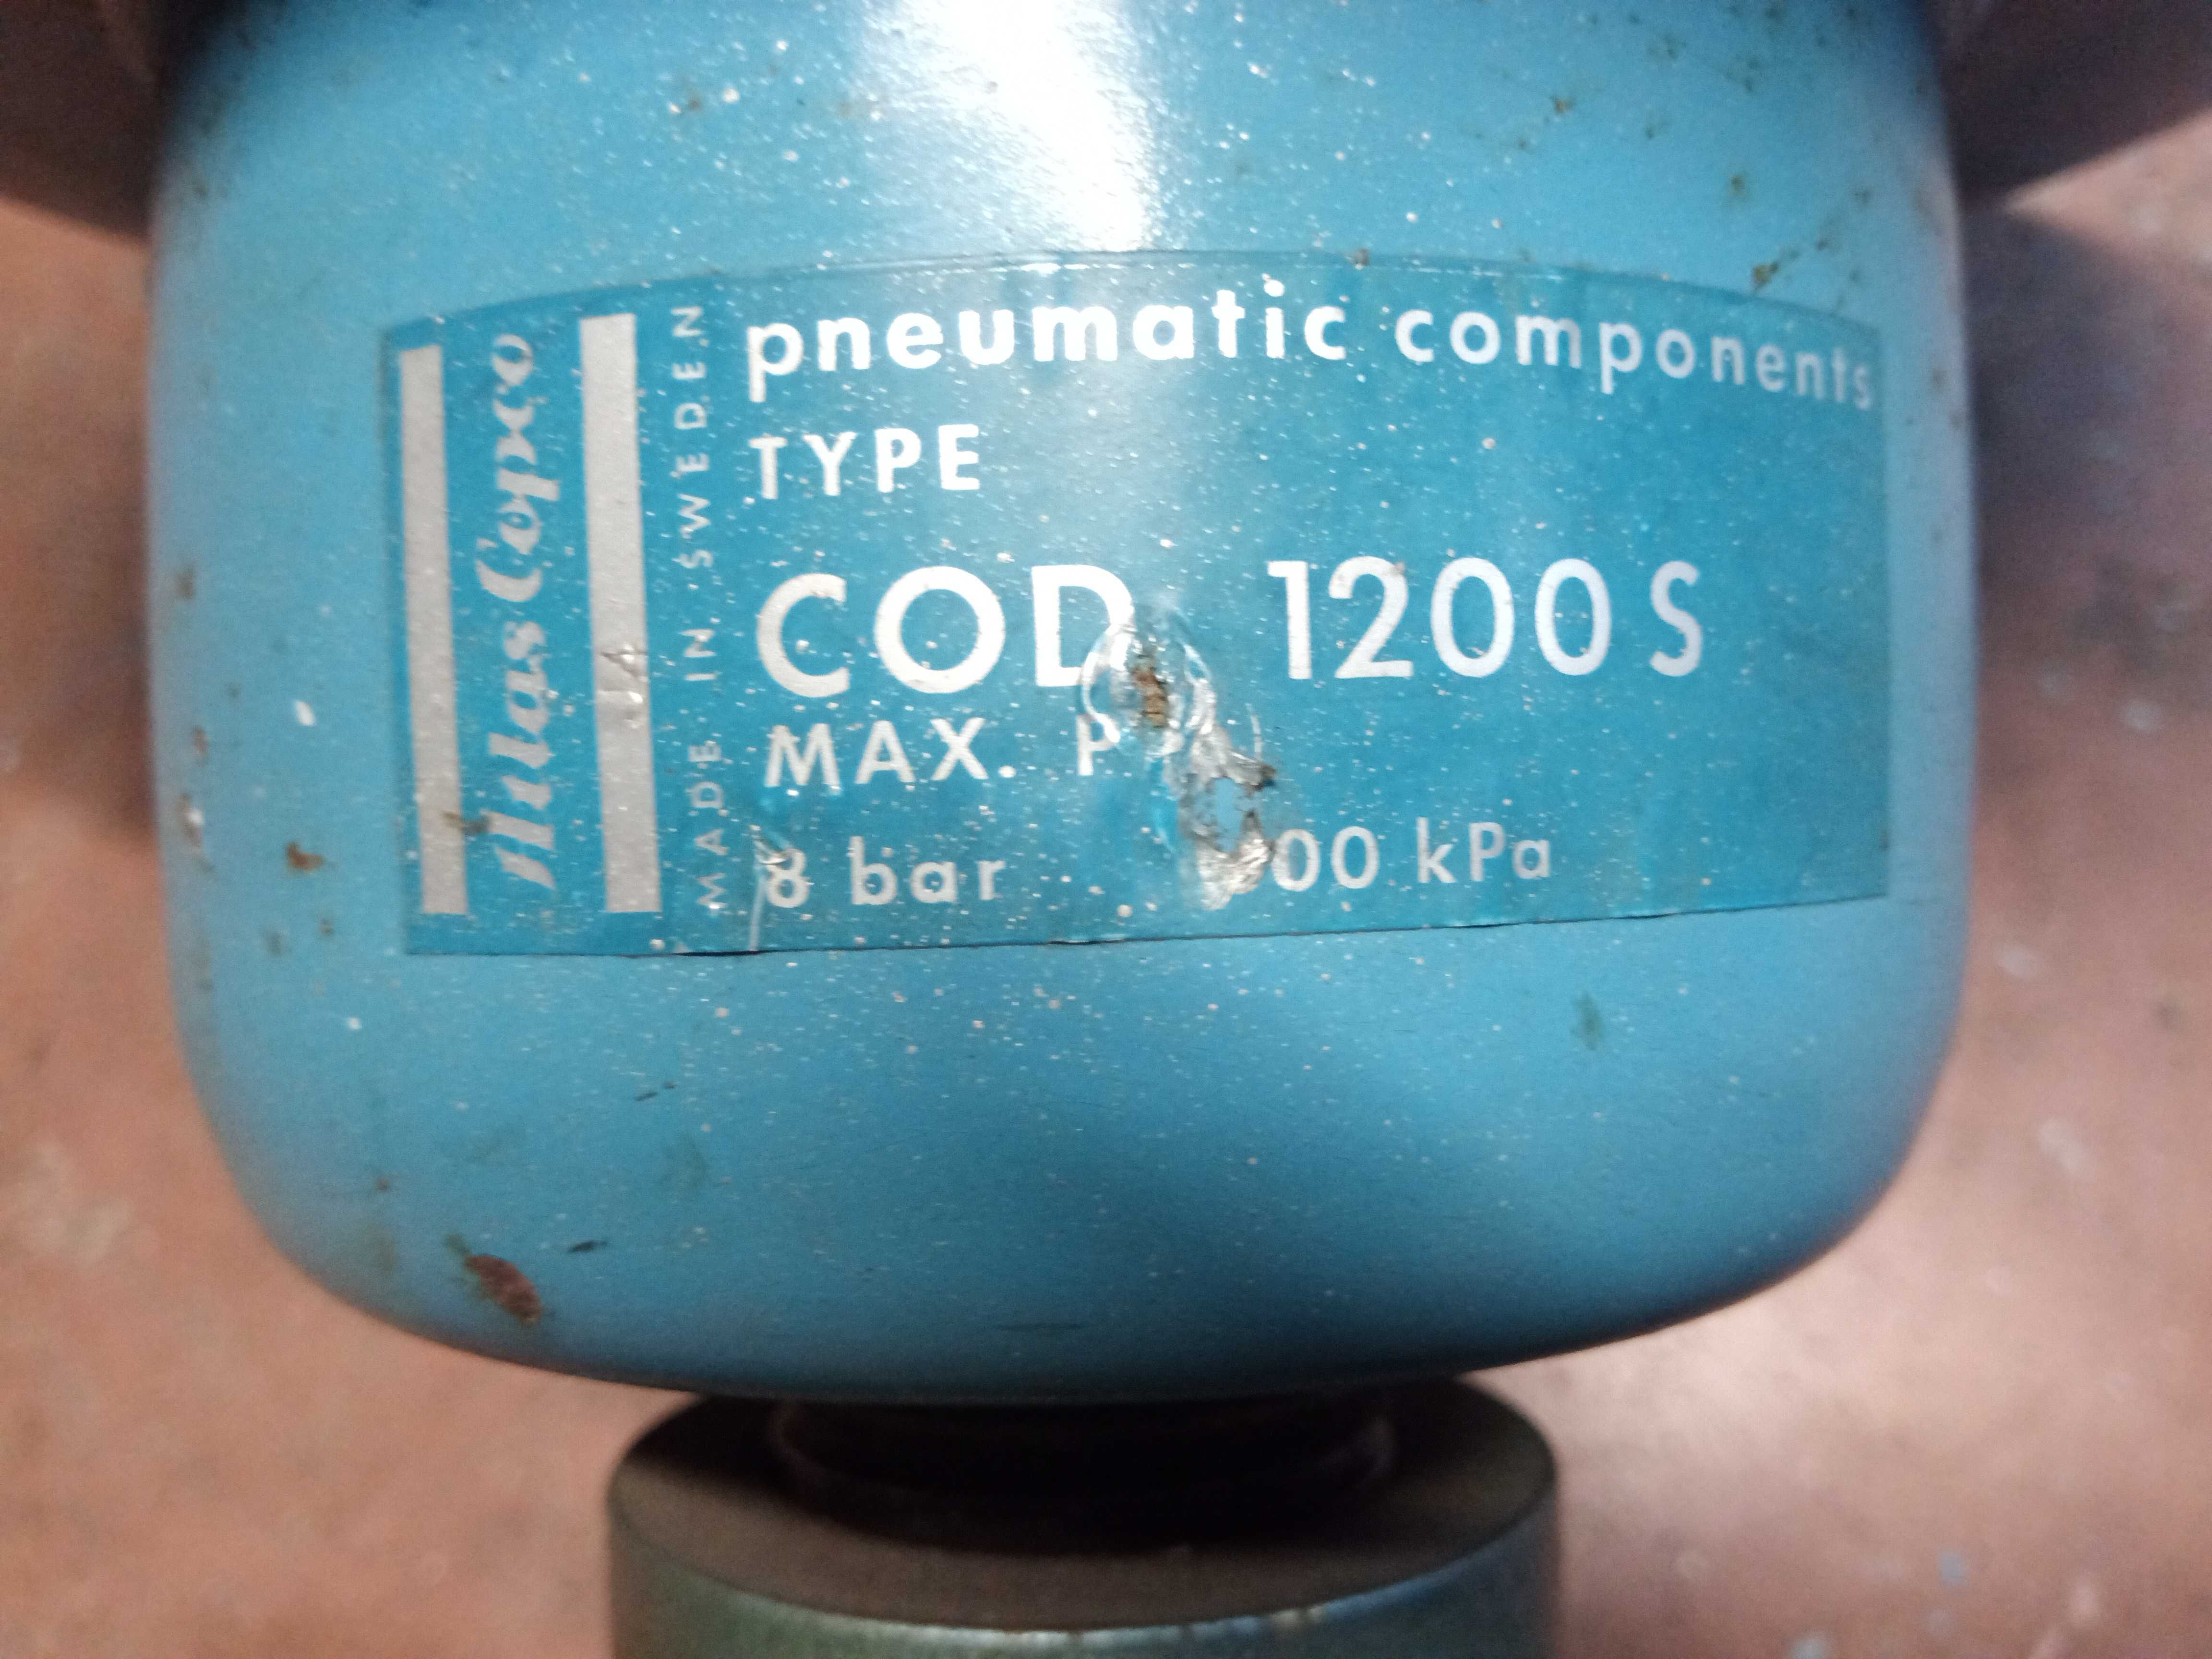 Atlas Copco
MADE IN SWEDEN
pneumatic components
TYPE
COD 1200 S
MAX. P
8 bar 00 kPa